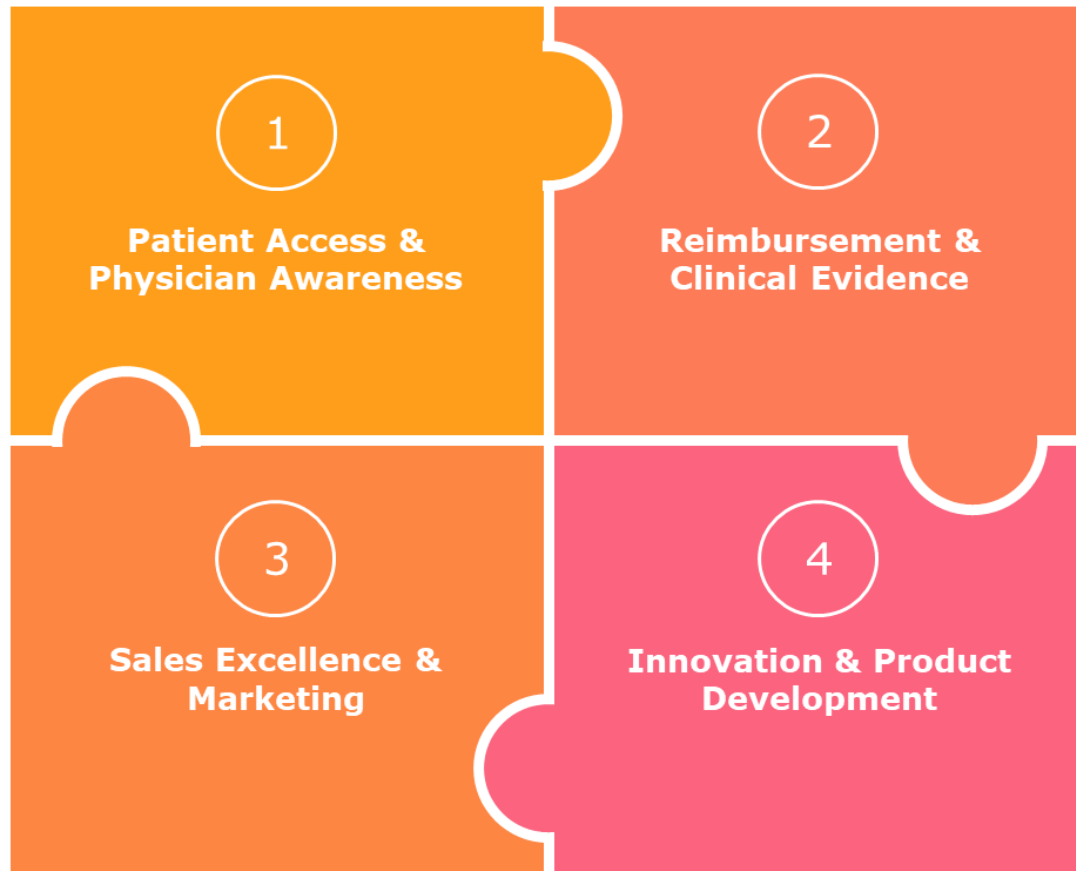 1
Patient Access &
Physician Awareness
2
Reimbursement &
Clinical Evidence
3
Sales Excellence &
Marketing
4
Innovation & Product
Development